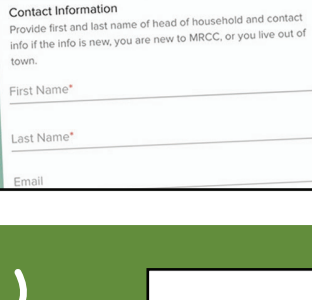 Contact Information
Provide first and last name of head of household and contact
info if the info is new, you are new to MRCC, or you live out of
town.
First Name*
Last Name*
Email